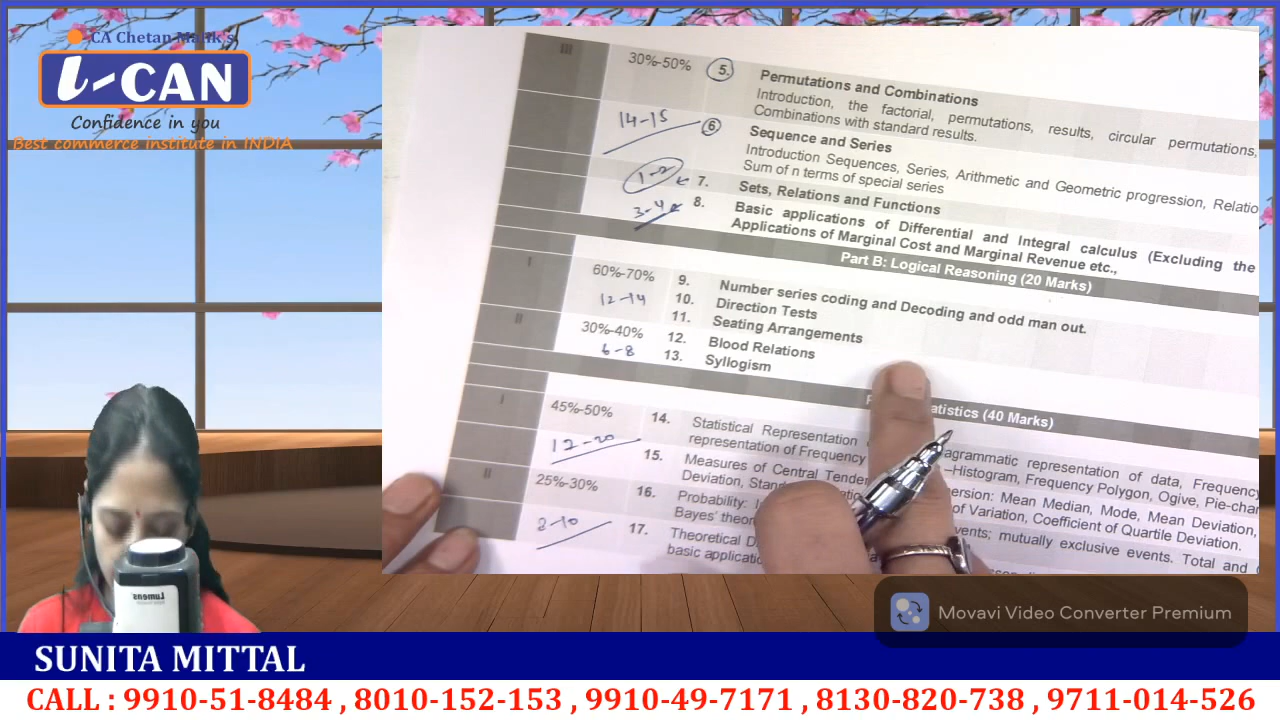 CA Chetan Malik's
i-CAN
Confidence in you
Best commerce institute in INDIA
III
30%-50%
5.
Permutations and Combinations
Introduction, the factorial, permutations, results, circular permutations,
Combinations with standard results.
14-15
6
Sequence and Series
Introduction Sequences, Series, Arithmetic and Geometric progression, Relatio
Sum of n terms of special series
1-2
7.
Sets, Relations and Functions
3-4
8.
Basic applications of Differential and Integral calculus (Excluding the
Applications of Marginal Cost and Marginal Revenue etc.,
Part B: Logical Reasoning (20 Marks)
I
60%-70%
9.
Number series coding and Decoding and odd man out.
12-14
10.
Direction Tests
11.
Seating Arrangements
II
30%-40%
12.
Blood Relations
6-8
13.
Syllogism
(40 Marks)
I
45%-50%
14.
Statistical Representation
agrammatic representation of data, Frequency
representation of Frequency
–Histogram, Frequency Polygon, Ogive, Pie-char
15.
Measures of Central Tende
ersion: Mean Median, Mode, Mean Deviation,
Deviation, Stand
of Variation, Coefficient of Quartile Deviation.
II
25%-30%
16.
Probability:
vents; mutually exclusive events. Total and
Bayes' theor
8-10
17.
Theoretical D
basic applicatio
Lumens
Movavi Video Converter Premium
SUNITA MITTAL
CALL : 9910-51-8484 , 8010-152-153 , 9910-49-7171 , 8130-820-738 , 9711-014-526